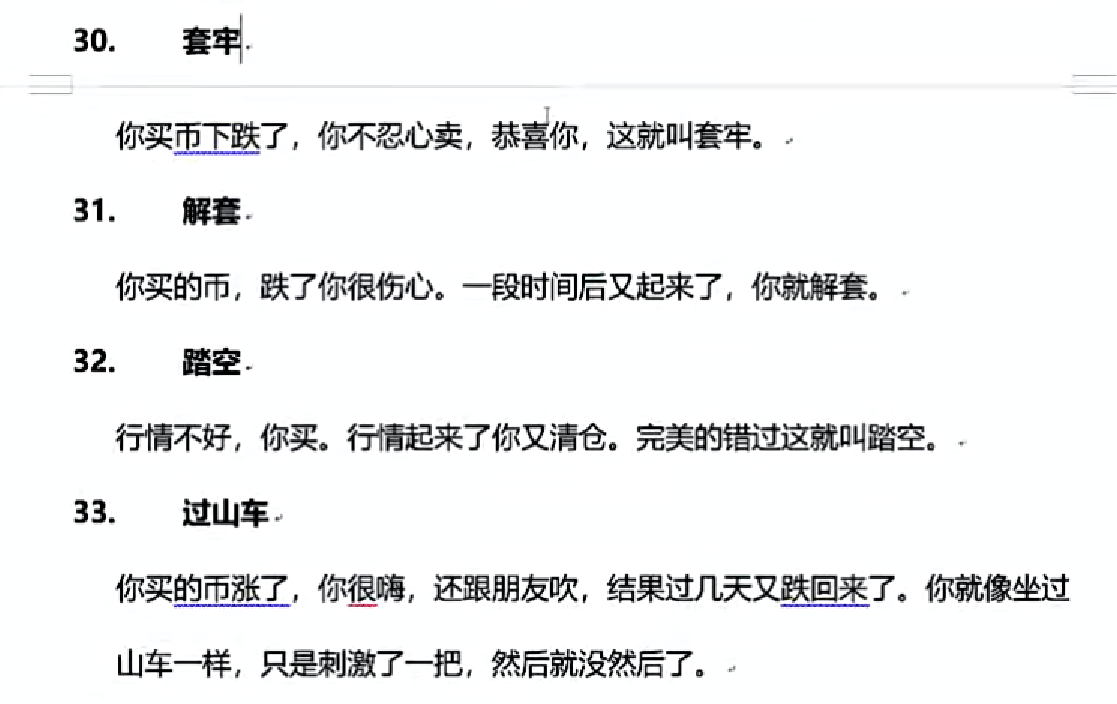 30. 套牢
你买币下跌了，你不忍心卖，恭喜你，这就叫套牢。
31. 解套
你买的币，跌了你很伤心。一段时间后又起来了，你就解套。
32. 踏空
行情不好，你买。行情起来了你又清仓。完美的错过这就叫踏空。
33. 过山车
你买的币涨了，你很嗨，还跟朋友吹，结果过几天又跌回来了。你就像坐过
山车一样，只是刺激了一把，然后就没然后了。